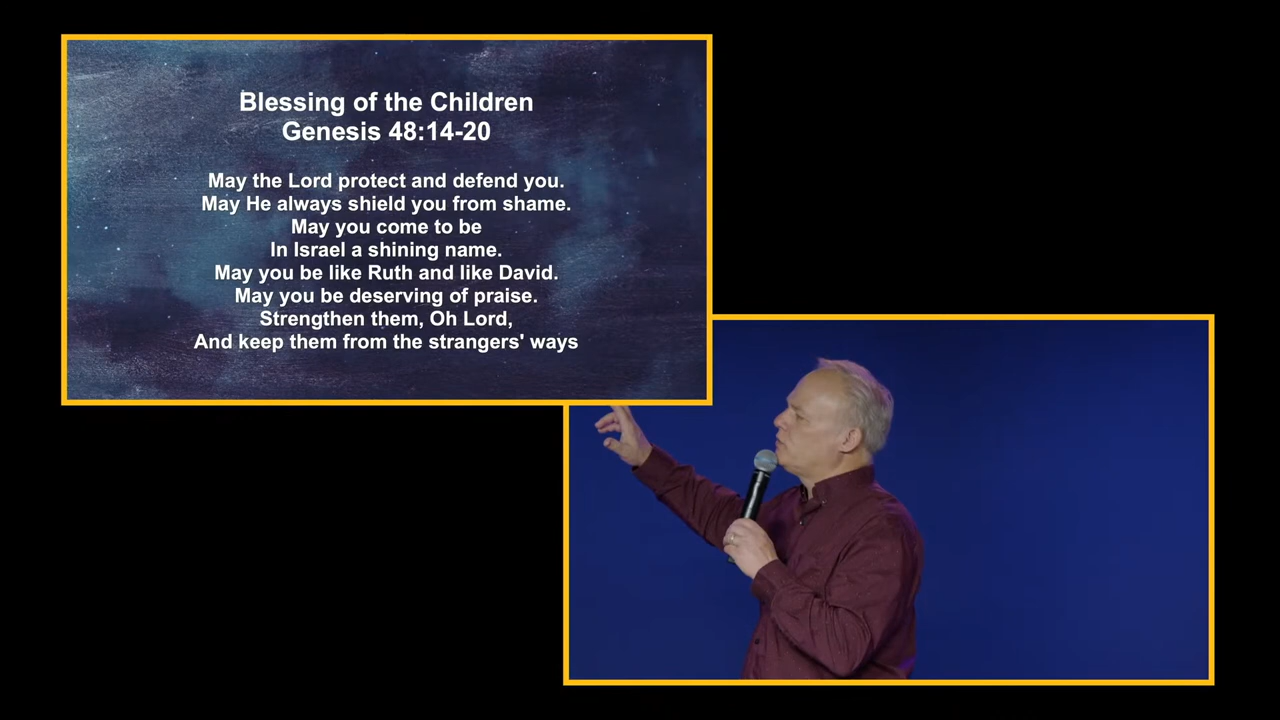 Blessing of the Children
Genesis 48:14-20
May the Lord protect and defend you.
May He always shield you from shame.
May you come to be
In Israel a shining name.
May you be like Ruth and like David.
May you be deserving of praise.
Strengthen them, Oh Lord,
And keep them from the strangers' ways